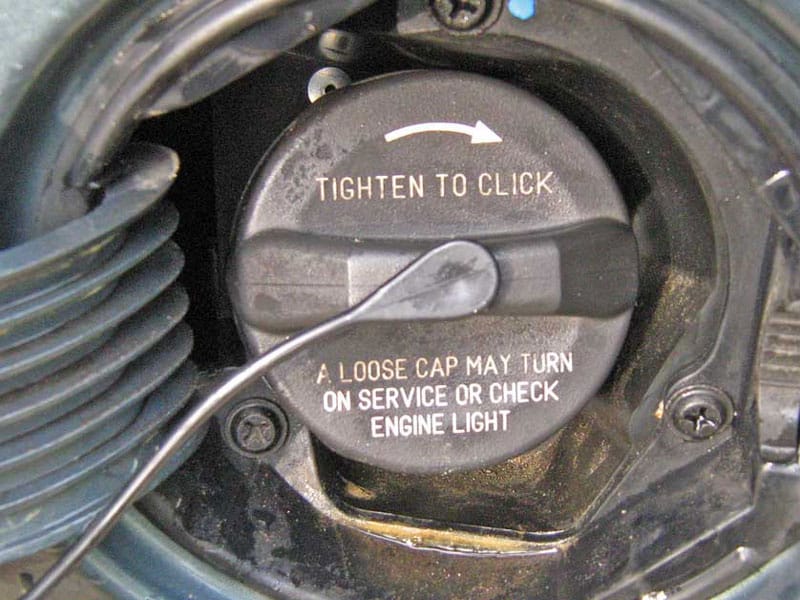 TIGHTEN TO CLICK
A LOOSE CAP MAY TURN
ON SERVICE OR CHECK
ENGINE LIGHT